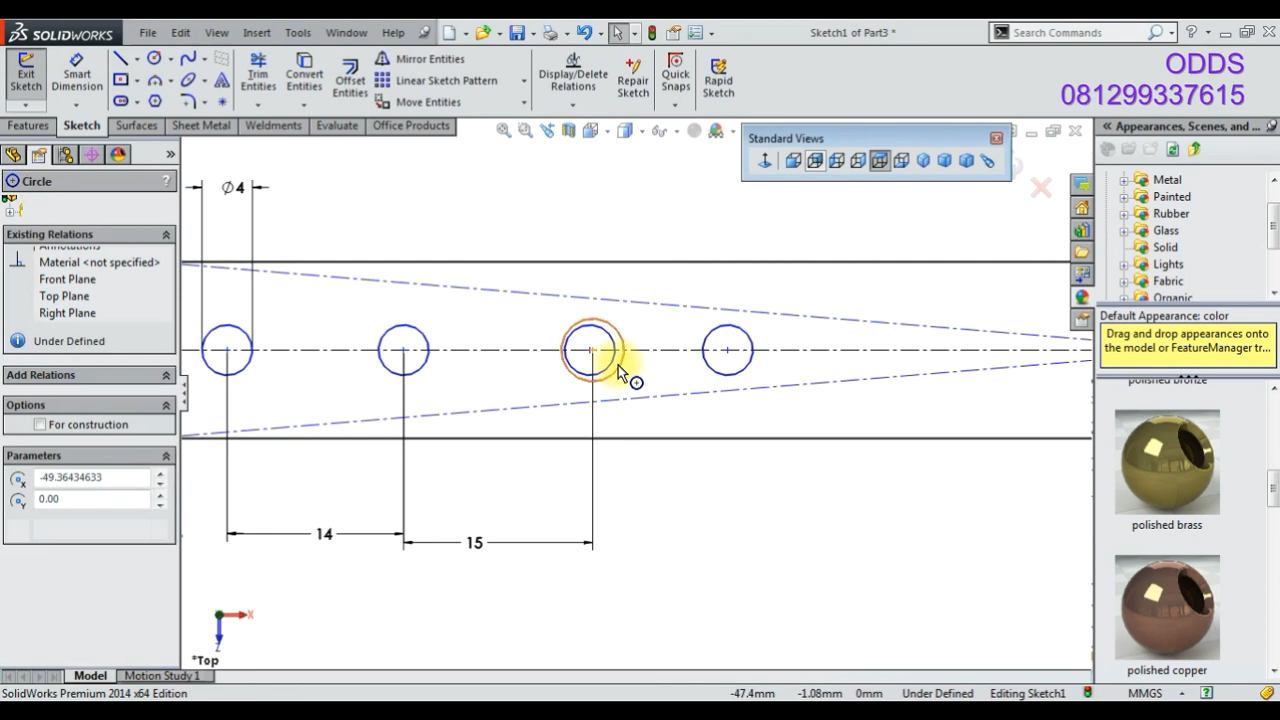 SOLIDWORKS File Edit View Insert Tools Window Help Sketch1 of Part3 * Search Commands
ODDS
081299337615
Exit Sketch
Smart Dimension
Trim Entities
Convert Entities
Offset Entities
Mirror Entities
Linear Sketch Pattern
Move Entities
Display/Delete Relations
Repair Sketch
Quick Snaps
Rapid Sketch
Features Sketch Surfaces Sheet Metal Weldments Evaluate Office Products
Appearances, Scenes, and ...
Standard Views
Circle ?
Existing Relations
Annotations
Material <not specified>
Front Plane
Top Plane
Right Plane
Under Defined
Add Relations
Options
For construction
Parameters
-49.36434633
0.00
Ø4
14
15
X
Z
*Top
Metal
Painted
Rubber
Glass
Solid
Lights
Fabric
Organic
Default Appearance: color
Drag and drop appearances onto
the model or FeatureManager tr...
polished bronze
polished brass
polished copper
Model Motion Study 1
SolidWorks Premium 2014 x64 Edition -47.4mm -1.08mm 0mm Under Defined Editing Sketch1 MMGS